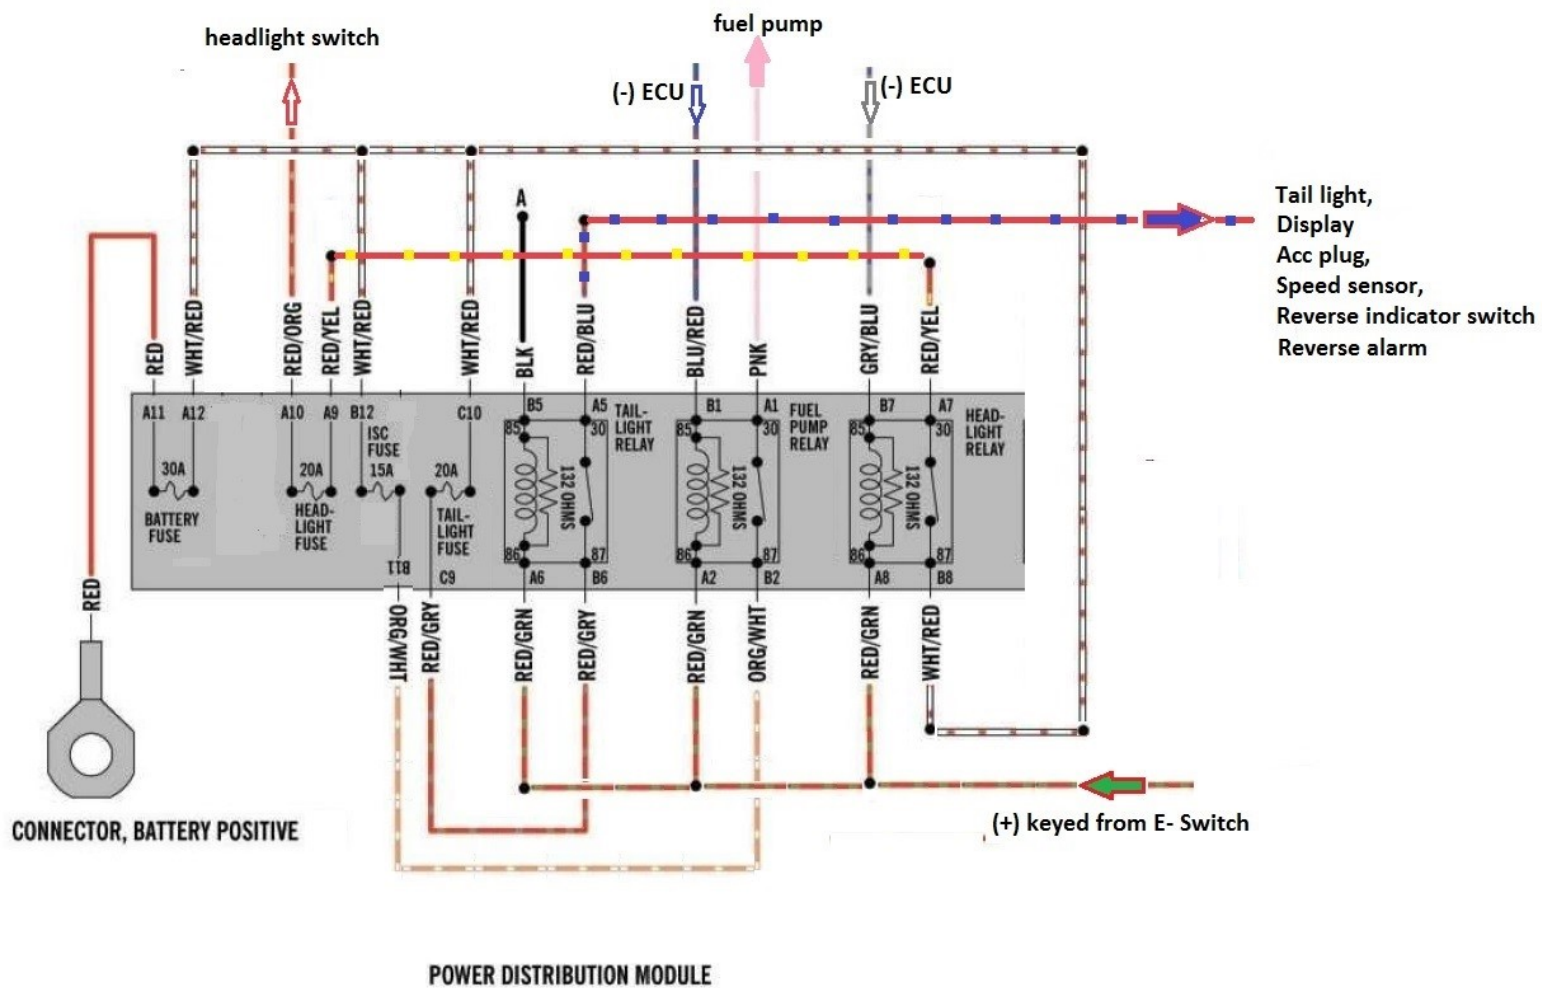 headlight switch
fuel pump
(-) ECU
(-) ECU
A
Tail light,
Display
Acc plug,
Speed sensor,
Reverse indicator switch
Reverse alarm
RED
WHT/RED
RED/ORG
RED/YEL
WHT/RED
WHT/RED
BLK
RED/BLU
BLU/RED
PNK
GRY/BLU
RED/YEL
A11
A12
A10
A9
B12
C10
B5
A5
B1
A1
B7
A7
ISC
FUSE
30A
20A
15A
20A
BATTERY
FUSE
HEAD-
LIGHT
FUSE
TAIL-
LIGHT
FUSE
B11
C9
85
30
132 OHMS
86
87
TAIL-
LIGHT
RELAY
85
30
132 OHMS
86
87
FUEL
PUMP
RELAY
85
30
132 OHMS
86
87
HEAD-
LIGHT
RELAY
A6
B6
A2
B2
A8
B8
RED
ORG/WHT
RED/GRY
RED/GRN
RED/GRY
RED/GRN
ORG/WHT
RED/GRN
WHT/RED
CONNECTOR, BATTERY POSITIVE
(+) keyed from E- Switch
POWER DISTRIBUTION MODULE